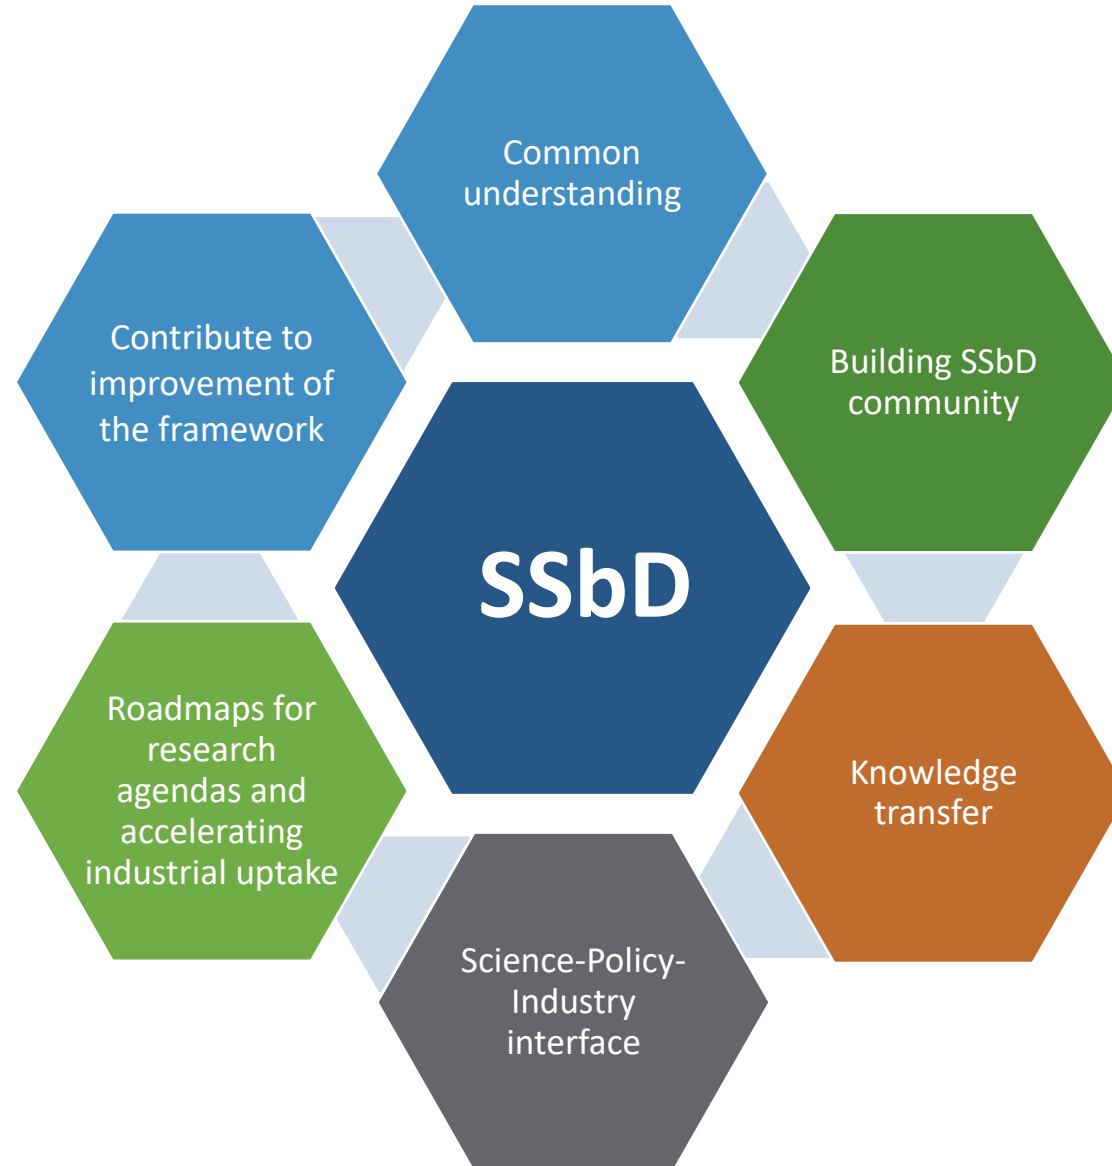 Common
understanding
Building SSbD
community
Knowledge
transfer
Science-Policy-
Industry
interface
Roadmaps for
research
agendas and
accelerating
industrial uptake
Contribute to
improvement of
the framework
SSbD